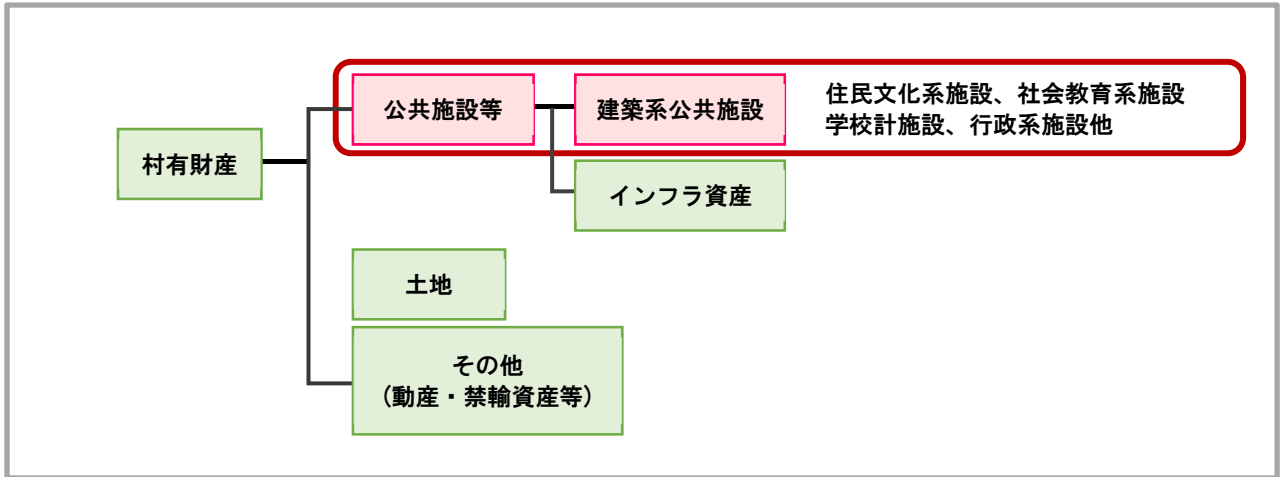 公共施設等
建築系公共施設
住民文化系施設、社会教育系施設
学校計施設、行政系施設他
村有財産
インフラ資産
土地
その他
（動産・禁輸資産等）